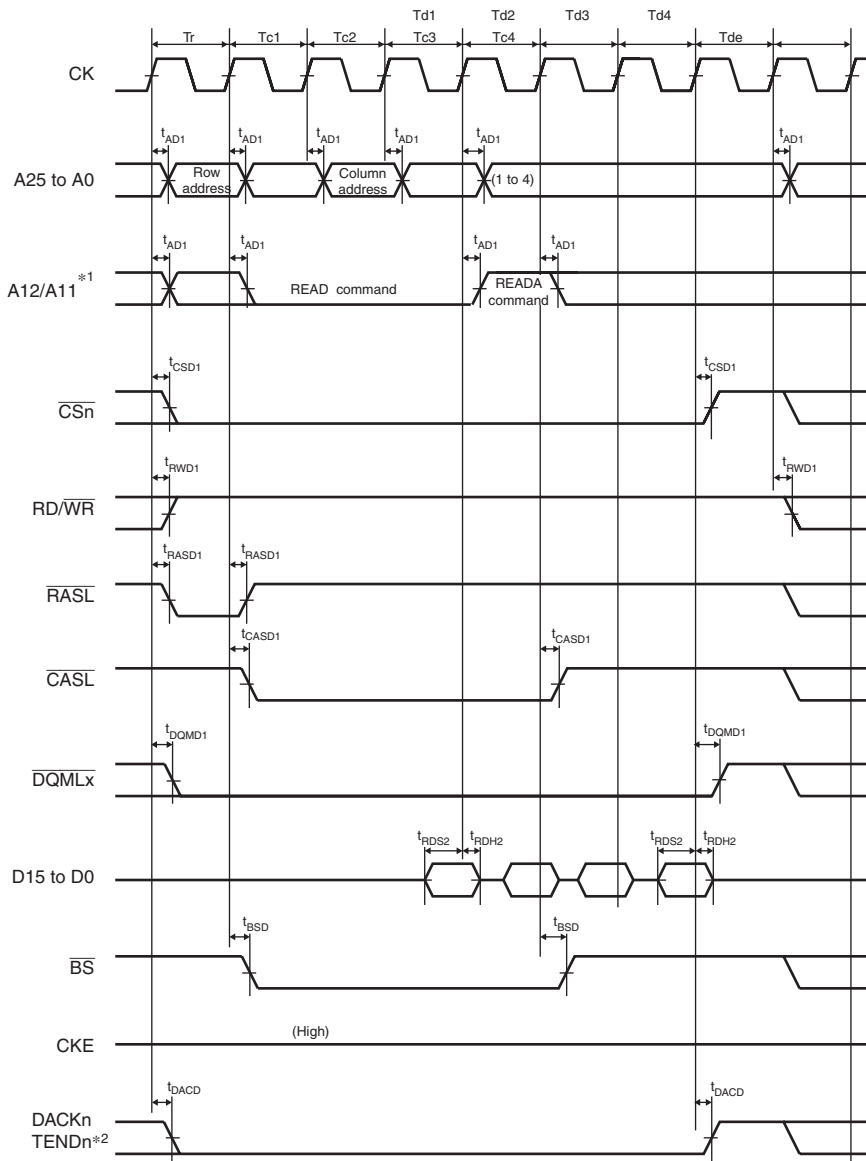 Td1 Td2 Td3 Td4
Tr Tc1 Tc2 Tc3 Tc4 Tde
CK
tAD1 tAD1 tAD1 tAD1 tAD1 tAD1
A25 to A0
Row address
Column address
(1 to 4)
tAD1 tAD1 tAD1 tAD1
A12/A11 *1
READ command
READA command
tCSD1 tCSD1
CSn
tRWD1 tRWD1
RD/WR
tRASD1 tRASD1
RASL
tCASD1 tCASD1
CASL
tDQMD1 tDQMD1
DQMLx
tRDS2 tRDH2 tRDS2 tRDH2
D15 to D0
tBSD tBSD
BS
(High)
CKE
tDACD tDACD
DACKn
TENDn*2